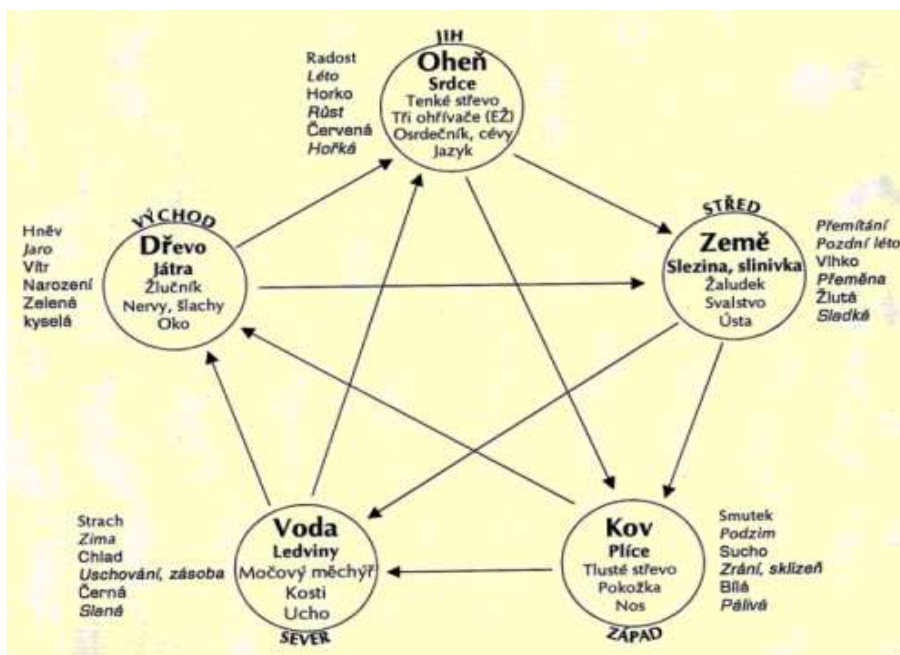 JIH
Oheň
Srdce
Tenké střevo
Tři ohřívače (EŽ)
Osrdečník, cévy
Jazyk
Radost
Léto
Horko
Růst
Červená
Hořká
VÝCHOD
Dřevo
Játra
Žlučník
Nervy, šlachy
Oko
Hněv
Jaro
Vítr
Narození
Zelená
kyselá
STŘED
Země
Slezina, slinivka
Žaludek
Svalstvo
Ústa
Přemítání
Pozdní léto
Vlhko
Přeměna
Žlutá
Sladká
Voda
Ledviny
Močový měchýř
Kosti
Ucho
SEVER
Strach
Zima
Chlad
Uschování, zásoba
Černá
Slaná
Kov
Plíce
Tlusté střevo
Pokožka
Nos
ZÁPAD
Smutek
Podzim
Sucho
Zrání, sklizeň
Bílá
Pálivá